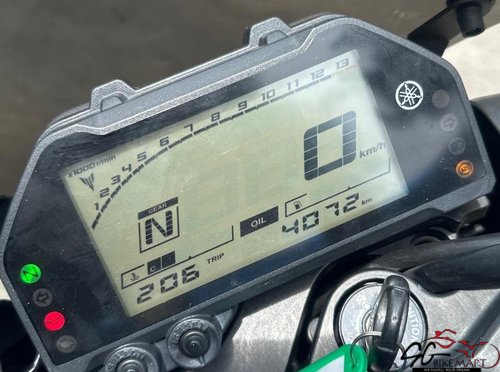 x1000r/min
1 2 3 4 5 6 7 8 9 10 11 12 13
0
km/h
GEAR
N
OIL
C
206 TRIP
4072 km
N
BIKEMART